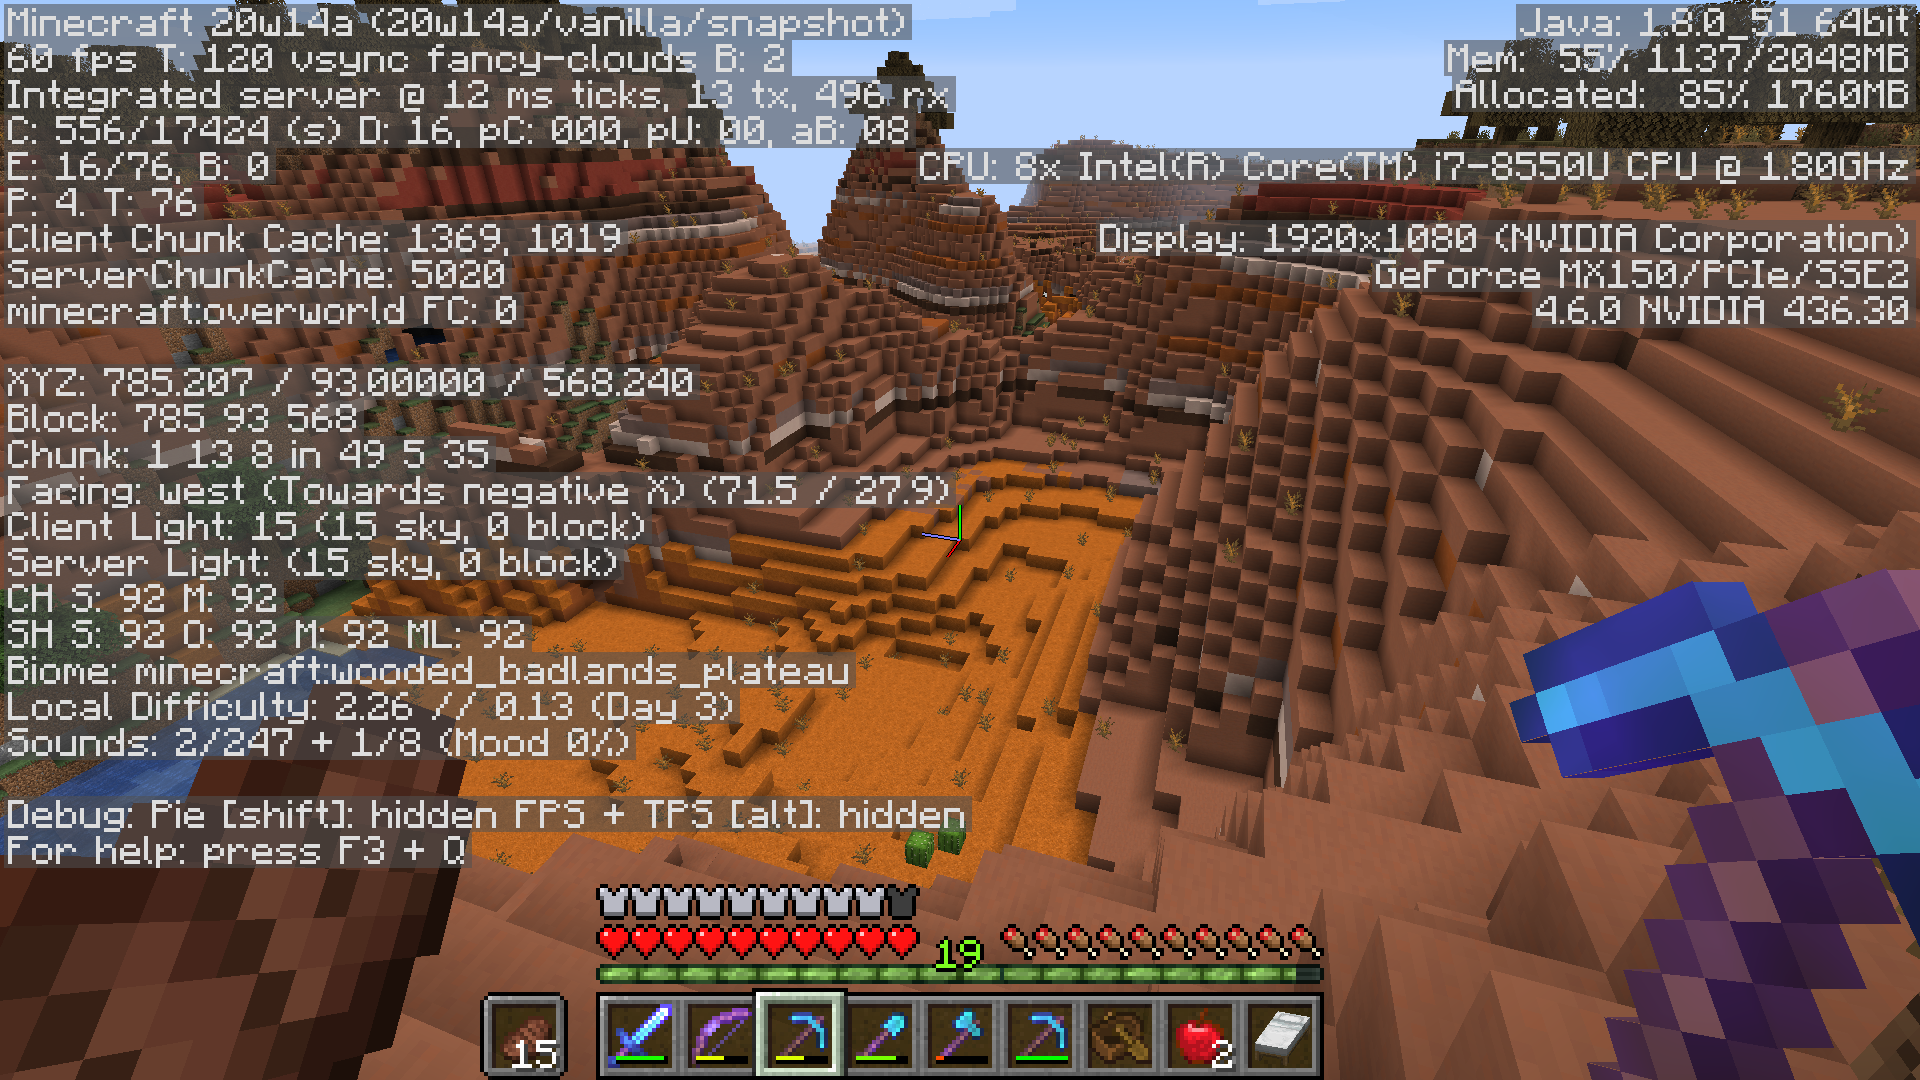 Minecraft 20w14a (20w14a/vanilla/snapshot)
60 fps T: 120 vsync fancy-clouds B: 2
Integrated server @ 12 ms ticks, 13 tx, 496 rx
C: 556/17424 (s) D: 16, pC: 000, pU: 00, aB: 08
E: 16/76, B: 0
P: 4. T: 76
Client Chunk Cache: 1369, 1019
ServerChunkCache: 5020
minecraft:overworld FC: 0
XYZ: 785.207 / 93.00000 / 568.240
Block: 785 93 568
Chunk: 1 13 8 in 49 5 35
Facing: west (Towards negative X) (71.5 / 27.9)
Client Light: 15 (15 sky, 0 block)
Server Light: (15 sky, 0 block)
CH S: 92 M: 92
SH S: 92 O: 92 M: 92 ML: 92
Biome: minecraft:wooded_badlands_plateau
Local Difficulty: 2.26 // 0.13 (Day 3)
Sounds: 2/247 + 1/8 (Mood 0%)
Debug: Pie [shift]: hidden FPS + TPS [alt]: hidden
For help: press F3 + Q
Java: 1.8.0_51 64bit
Mem: 55% 1137/2048MB
Allocated: 85% 1760MB
CPU: 8x Intel(R) Core(TM) i7-8550U CPU @ 1.80GHz
Display: 1920x1080 (NVIDIA Corporation)
GeForce MX150/PCIe/SSE2
4.6.0 NVIDIA 436.30
19
15
2